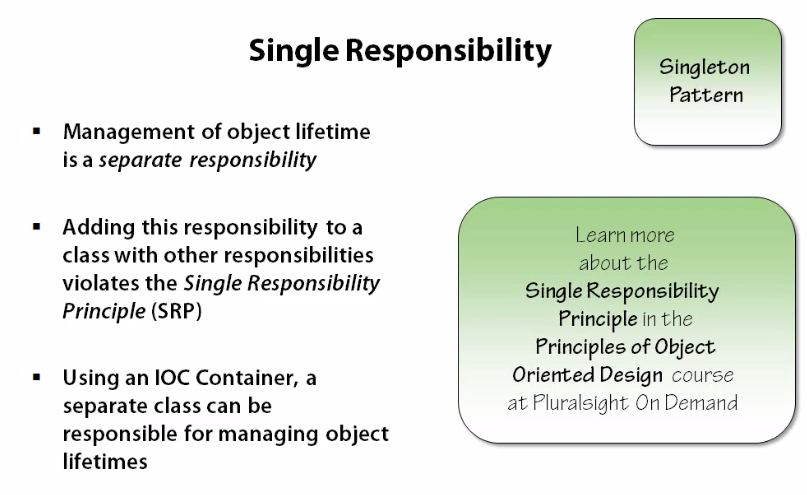 Single Responsibility
Singleton
Pattern
▪ Management of object lifetime
is a separate responsibility
▪ Adding this responsibility to a
class with other responsibilities
violates the Single Responsibility
Principle (SRP)
▪ Using an IOC Container, a
separate class can be
responsible for managing object
lifetimes
Learn more
about the
Single Responsibility
Principle in the
Principles of Object
Oriented Design course
at Pluralsight On Demand